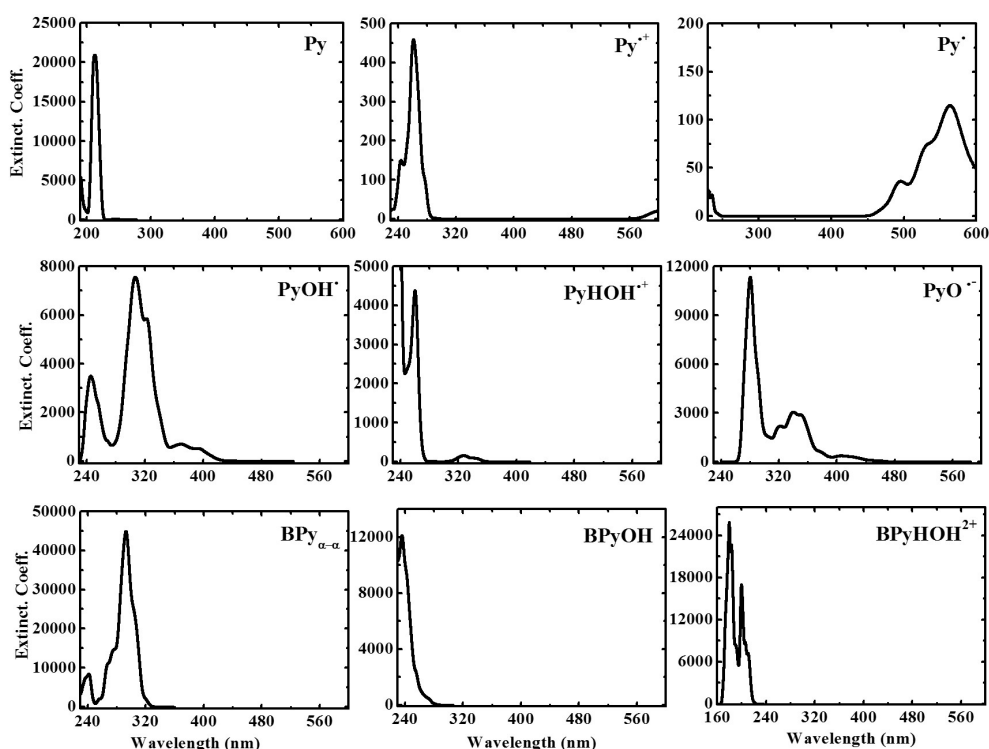 25000
20000
15000
10000
5000
0
Extinct. Coeff.
Py
200 300 400 500 600
500
400
300
200
100
0
Py•+
240 320 400 480 560
200
150
100
50
0
Py•
300 400 500 600
8000
6000
4000
2000
0
Extinct. Coeff.
PyOH•
240 320 400 480 560
5000
4000
3000
2000
1000
0
PyHOH•+
240 320 400 480 560
12000
9000
6000
3000
0
PyO•-
240 320 400 480 560
50000
40000
30000
20000
10000
0
Extinct. Coeff.
BPyα–α
240 320 400 480 560
Wavelength (nm)
12000
8000
4000
0
BPyOH
240 320 400 480 560
Wavelength (nm)
24000
18000
12000
6000
0
BPyHOH2+
160 240 320 400 480 560
Wavelength (nm)